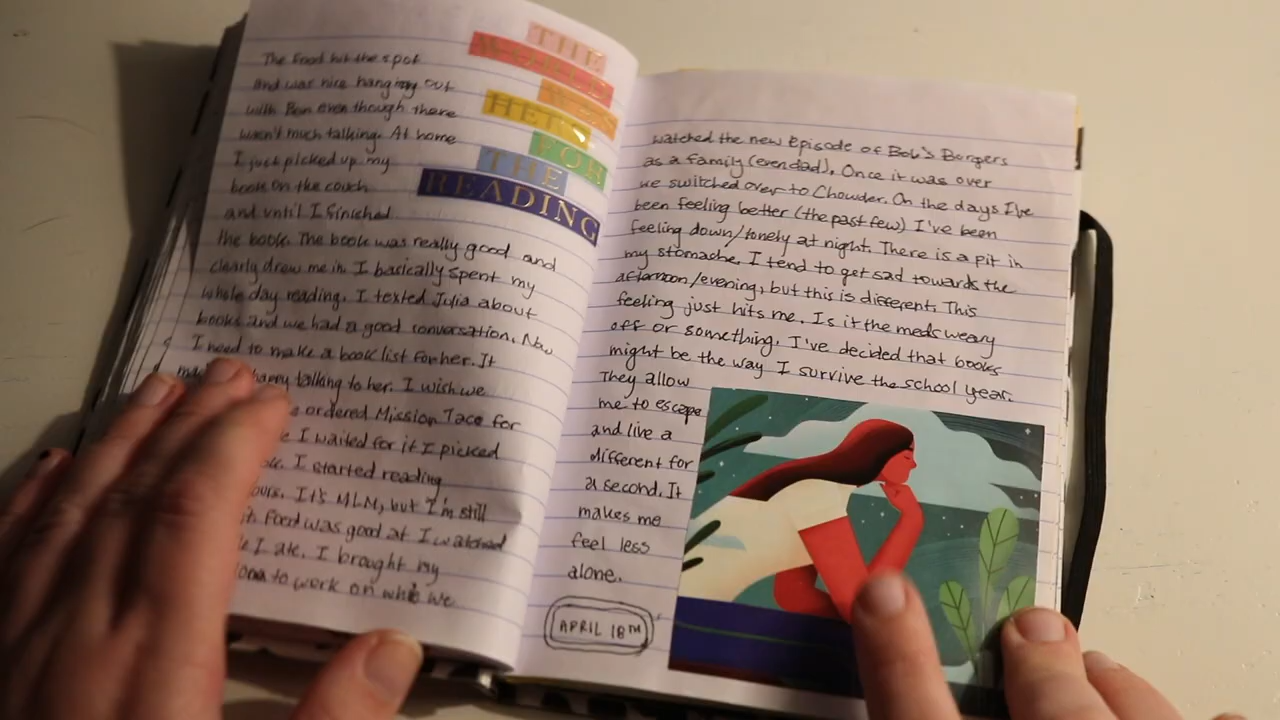 THE
WORLD
WAS
HERS
FOR
THE
READING
The food hit the spot
and was nice hanging out
with Ben even though there
wasn't much talking. At home
I just picked up my
book on the couch
and until I finished
the book. The book was really good and
clearly drew me in. I basically spent my
whole day reading. I texted Julia about
books and we had a good conversation. Now
I need to make a book list for her. It
happy talking to her. I wish we
ordered Mission Taco for
I waited for it I picked
I started reading
ours. It's MLM, but I'm still
Food was good at I watched
I ate. I brought my
to work on while we
watched the new Episode of Bob's Burgers
as a family (even dad). Once it was over
we switched over to Chowder. On the days I've
been feeling better (the past few) I've been
feeling down/lonely at night. There is a pit in
my stomache. I tend to get sad towards the
afternoon/evening, but this is different. This
feeling just hits me. Is it the meds weary
off or something. I've decided that books
might be the way I survive the school year.
They allow
me to escape
and live a
different for
a second. It
makes me
feel less
alone.
APRIL 18TH